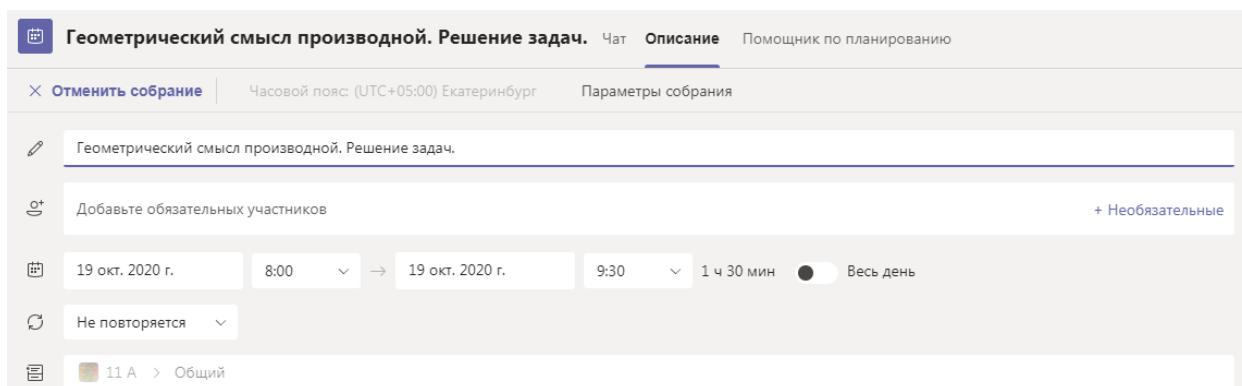 Геометрический смысл производной. Решение задач. Чат Описание Помощник по планированию
Отменить собрание Часовой пояс: (UTC+05:00) Екатеринбург Параметры собрания
Геометрический смысл производной. Решение задач.
Добавьте обязательных участников + Необязательные
19 окт. 2020 г. 8:00 → 19 окт. 2020 г. 9:30 1 ч 30 мин Весь день
Не повторяется
11 А > Общий